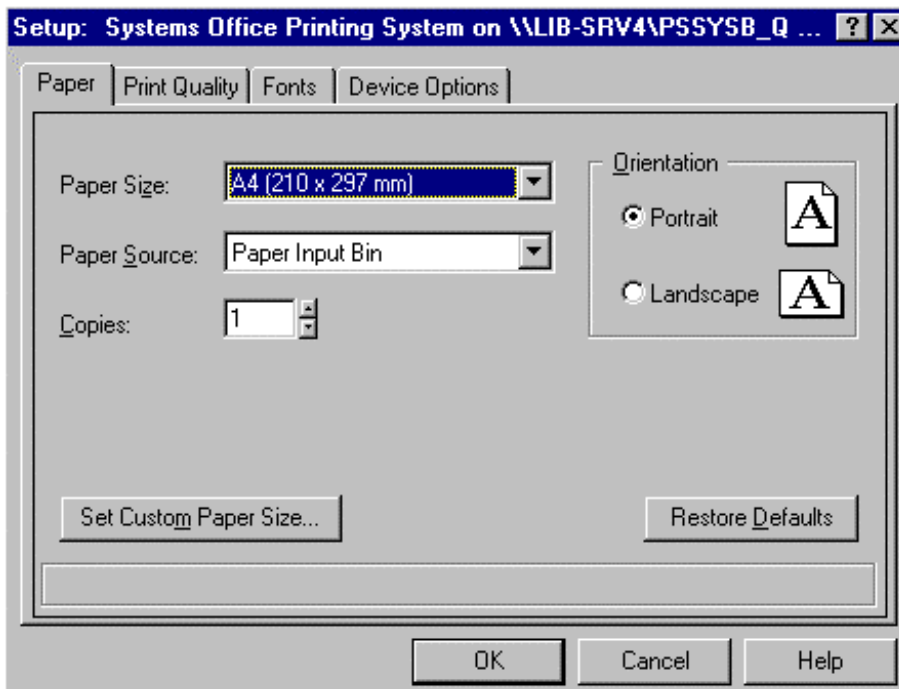 Setup: Systems Office Printing System on \\LIB-SRV4\PSSYSB_Q ... ? X
Paper Print Quality Fonts Device Options
Paper Size: A4 (210 x 297 mm)
Paper Source: Paper Input Bin
Copies: 1
Orientation
Portrait A
Landscape A
Set Custom Paper Size... Restore Defaults
OK Cancel Help